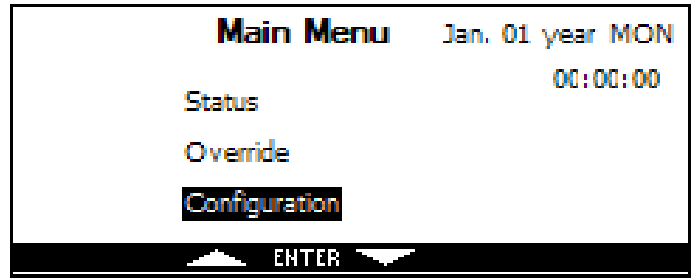 Main Menu Jan. 01 year MON
00:00:00
Status
Override
Configuration
ENTER